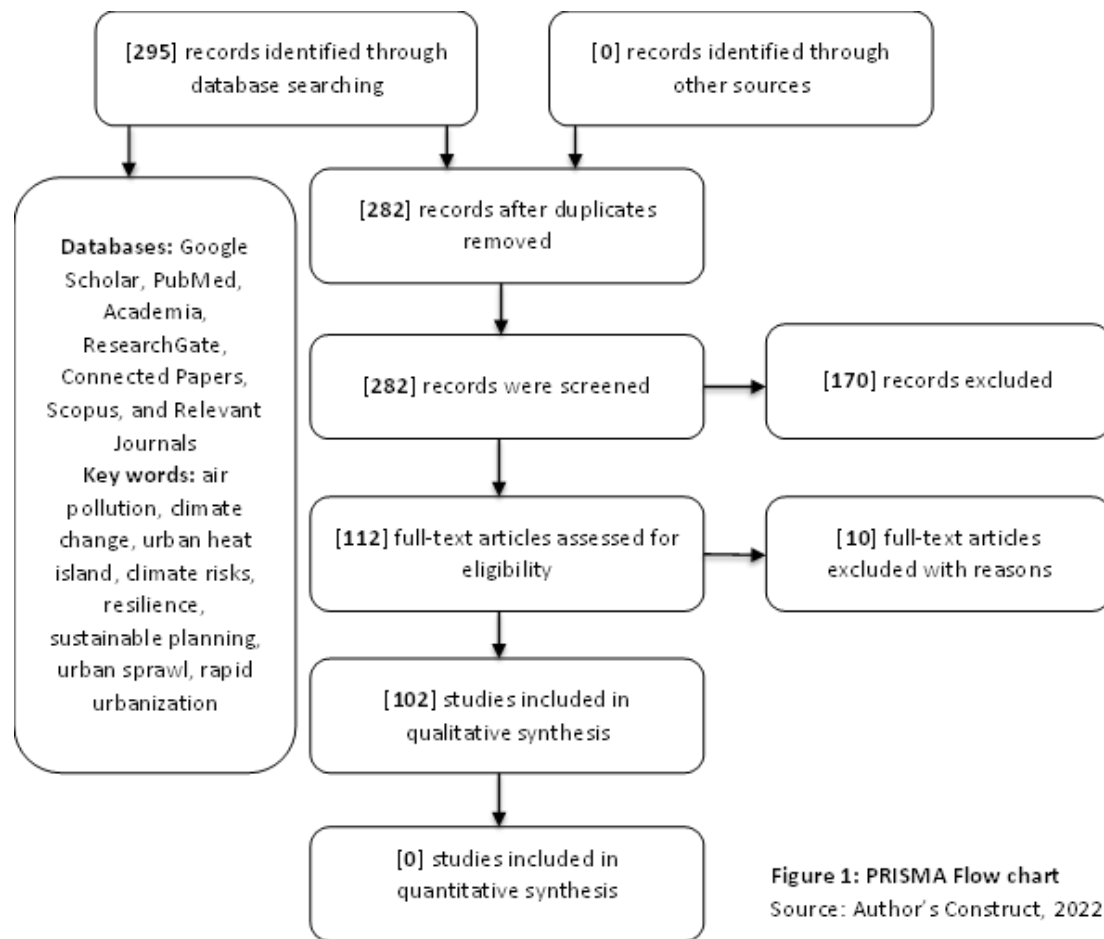 [295] records identified through
database searching
[0] records identified through
other sources
Databases: Google
Scholar, PubMed,
Academia,
ResearchGate,
Connected Papers,
Scopus, and Relevant
Journals
Key words: air
pollution, climate
change, urban heat
island, climate risks,
resilience,
sustainable planning,
urban sprawl, rapid
urbanization
[282] records after duplicates
removed
[282] records were screened
[170] records excluded
[112] full-text articles assessed for
eligibility
[10] full-text articles
excluded with reasons
[102] studies included in
qualitative synthesis
[0] studies included in
quantitative synthesis
Figure 1: PRISMA Flow chart
Source: Author's Construct, 2022